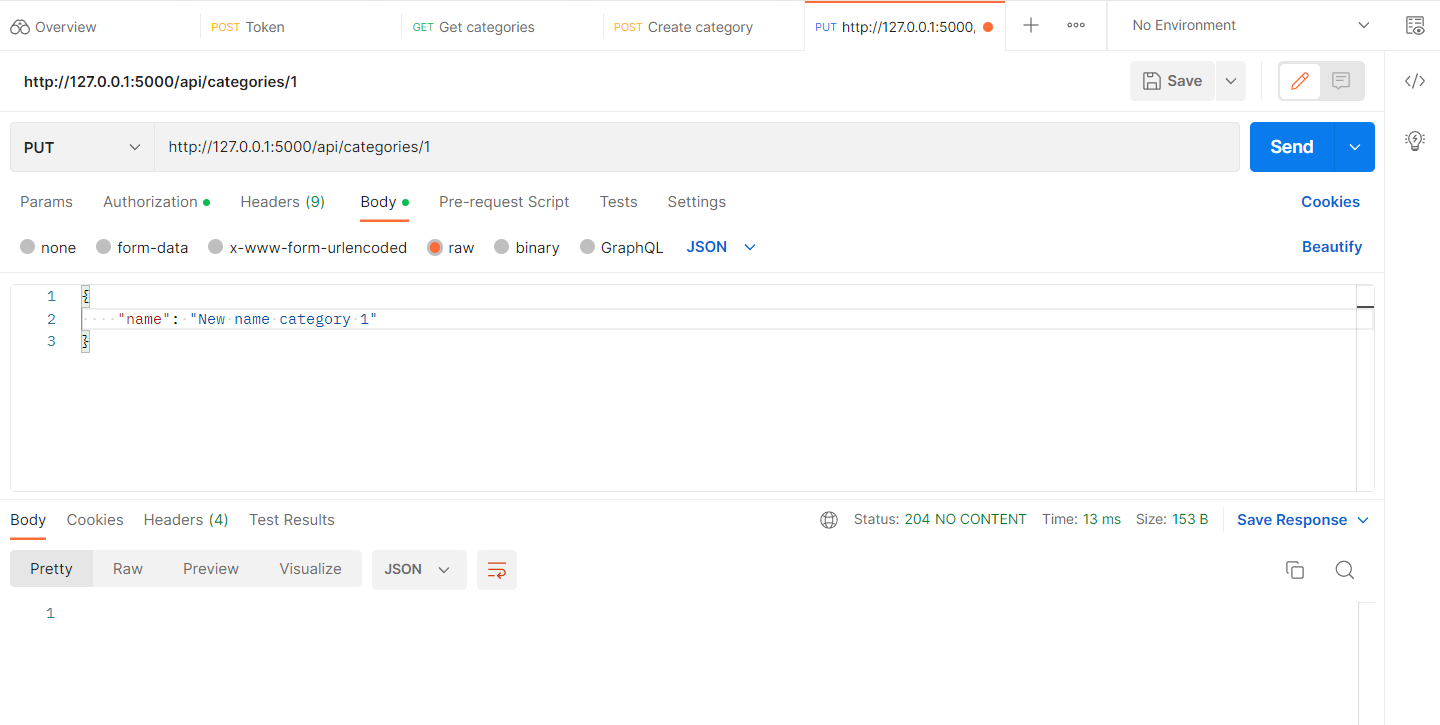 Overview
POST Token
GET Get categories
POST Create category
PUT http://127.0.0.1:5000,
No Environment
http://127.0.0.1:5000/api/categories/1
Save
PUT
http://127.0.0.1:5000/api/categories/1
Send
Params Authorization Headers (9) Body Pre-request Script Tests Settings
Cookies
none form-data x-www-form-urlencoded raw binary GraphQL JSON
Beautify
1 {
2 "name": "New name category 1"
3 }
Body Cookies Headers (4) Test Results
Status: 204 NO CONTENT Time: 13 ms Size: 153 B
Save Response
Pretty Raw Preview Visualize JSON
1